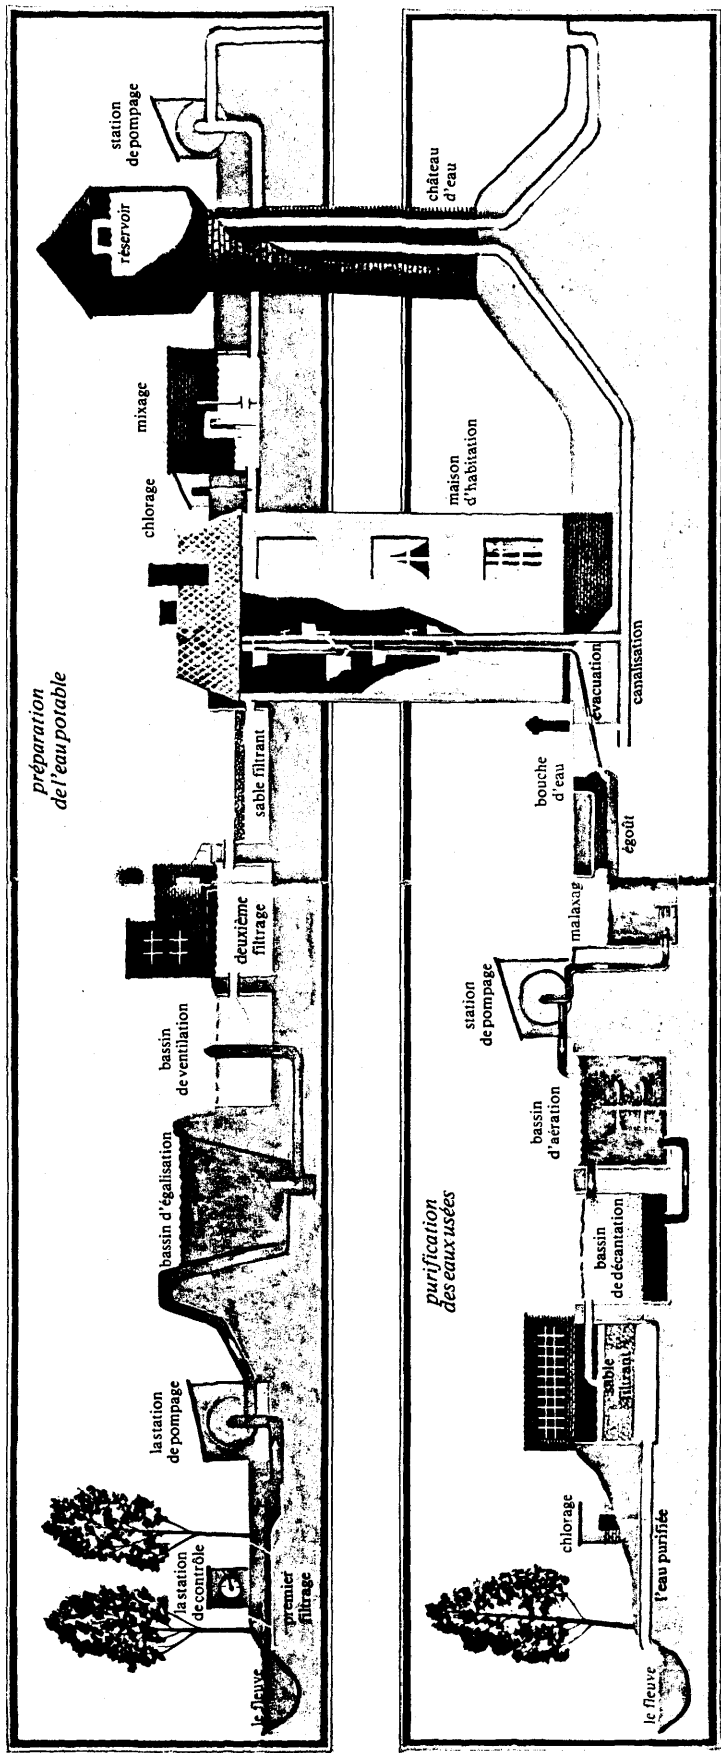 préparation
de l'eau potable
le fleuve
premier
filtrage
la station
de contrôle
la station
de pompage
bassin d'égalisation
bassin
de ventilation
deuxième
filtrage
sable filtrant
chlorage
mixage
réservoir
station
de pompage
purification
des eaux usées
le fleuve
l'eau purifiée
chlorage
sable
filtrant
bassin
de décantation
bassin
d'aération
station
de pompage
malaxag
égoût
bouche
d'eau
évacuation
canalisation
maison
d'habitation
château
d'eau